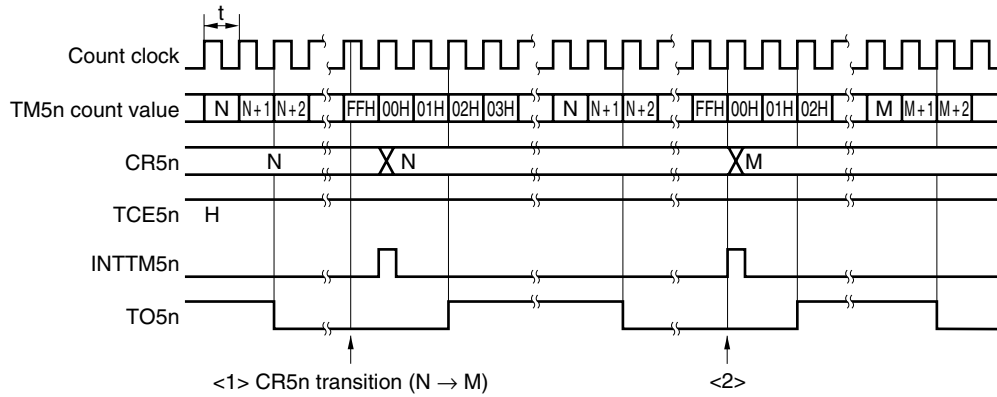 t
Count clock
TM5n count value N N+1 N+2 FFH 00H 01H 02H 03H N N+1 N+2 FFH 00H 01H 02H M M+1 M+2
CR5n N N M
TCE5n H
INTTM5n
TO5n
<1> CR5n transition (N → M) <2>